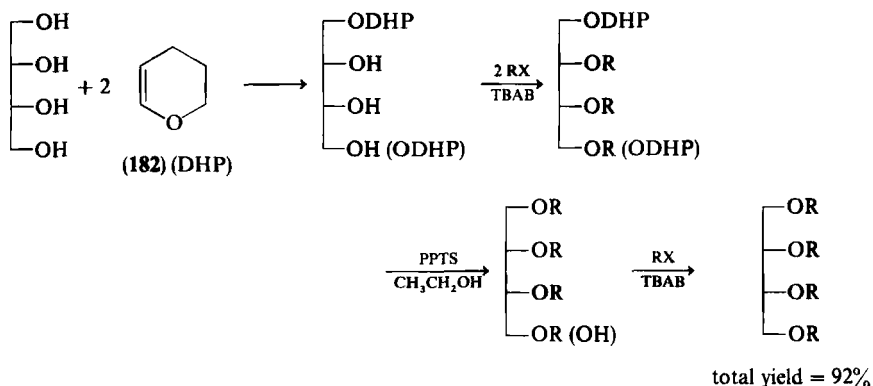 OH
OH
OH
OH
+ 2
O
(182) (DHP)
ODHP
OH
OH
OH (ODHP)
2 RX
TBAB
ODHP
OR
OR
OR (ODHP)
PPTS
CH₃CH₂OH
OR
OR
OR
OR (OH)
RX
TBAB
OR
OR
OR
OR
total yield = 92%